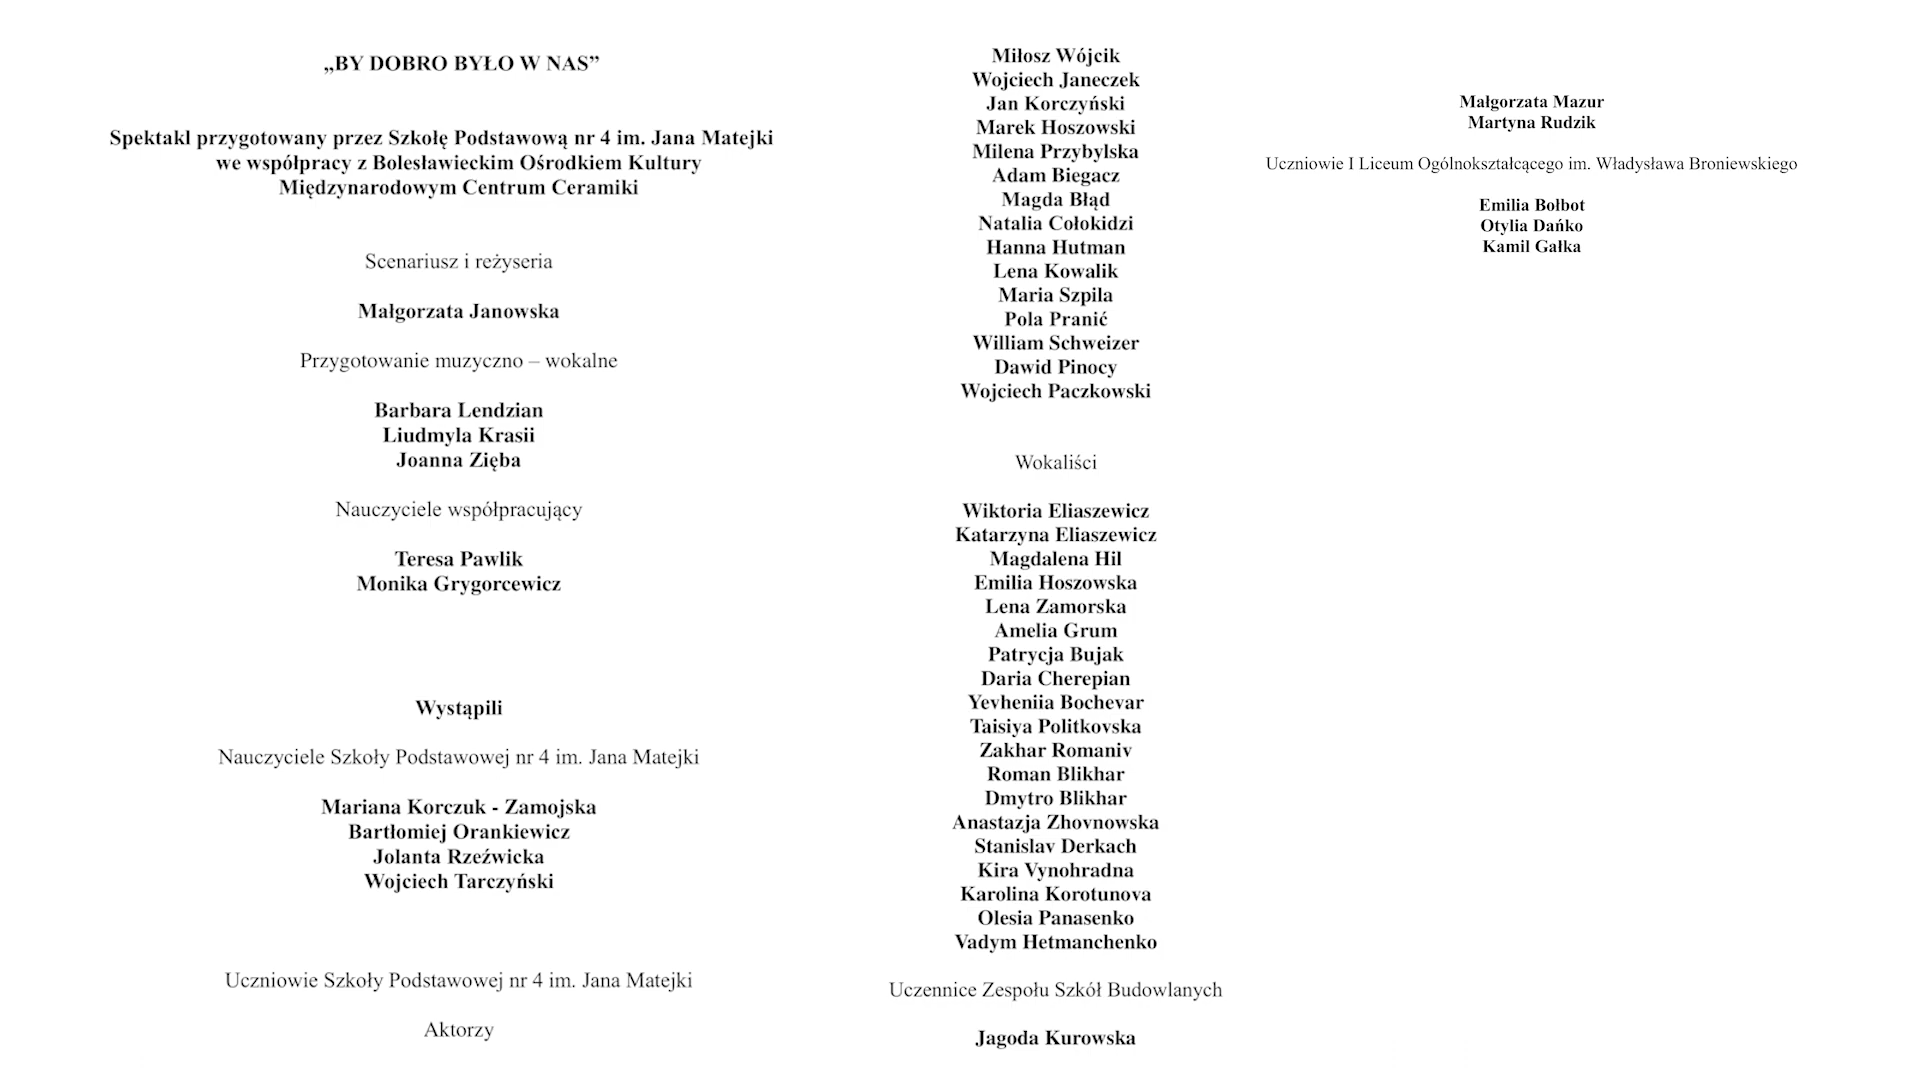 „BY DOBRO BYŁO W NAS”
Spektakl przygotowany przez Szkołę Podstawową nr 4 im. Jana Matejki
we współpracy z Bolesławieckim Ośrodkiem Kultury
Międzynarodowym Centrum Ceramiki
Scenariusz i reżyseria
Małgorzata Janowska
Przygotowanie muzyczno – wokalne
Barbara Lendzian
Liudmyla Krasii
Joanna Zięba
Nauczyciele współpracujący
Teresa Pawlik
Monika Grygorcewicz
Wystąpili
Nauczyciele Szkoły Podstawowej nr 4 im. Jana Matejki
Mariana Korczuk - Zamojska
Bartłomiej Orankiewicz
Jolanta Rzeźwicka
Wojciech Tarczyński
Uczniowie Szkoły Podstawowej nr 4 im. Jana Matejki
Aktorzy
Miłosz Wójcik
Wojciech Janeczek
Jan Korczyński
Marek Hoszowski
Milena Przybylska
Adam Biegacz
Magda Błąd
Natalia Cołokidzi
Hanna Hutman
Lena Kowalik
Maria Szpila
Pola Pranić
William Schweizer
Dawid Pinocy
Wojciech Paczkowski
Wokaliści
Wiktoria Eliaszewicz
Katarzyna Eliaszewicz
Magdalena Hil
Emilia Hoszowska
Lena Zamorska
Amelia Grum
Patrycja Bujak
Daria Cherepian
Yevheniia Bochevar
Taisiya Politkovska
Zakhar Romaniv
Roman Blikhar
Dmytro Blikhar
Anastazja Zhovnowska
Stanislav Derkach
Kira Vynohradna
Karolina Korotunova
Olesia Panasenko
Vadym Hetmanchenko
Uczennice Zespołu Szkół Budowlanych
Jagoda Kurowska
Małgorzata Mazur
Martyna Rudzik
Uczniowie I Liceum Ogólnokształcącego im. Władysława Broniewskiego
Emilia Bołbot
Otylia Dańko
Kamil Gałka